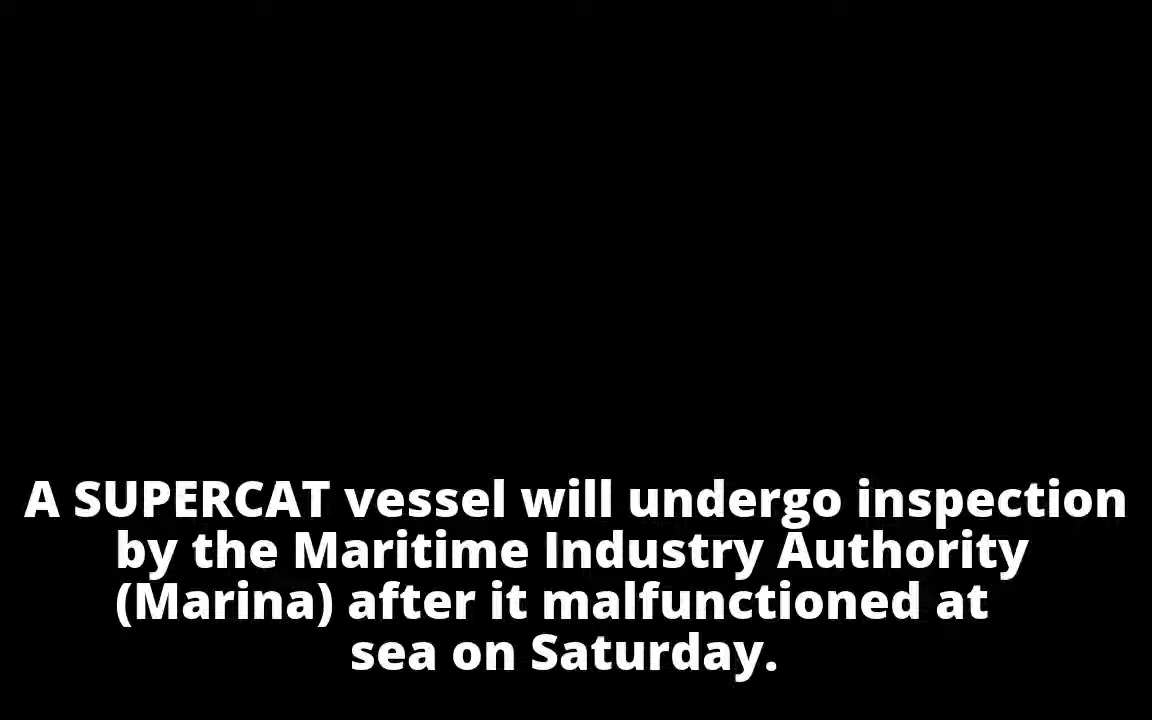 A SUPERCAT vessel will undergo inspection
by the Maritime Industry Authority
(Marina) after it malfunctioned at
sea on Saturday.